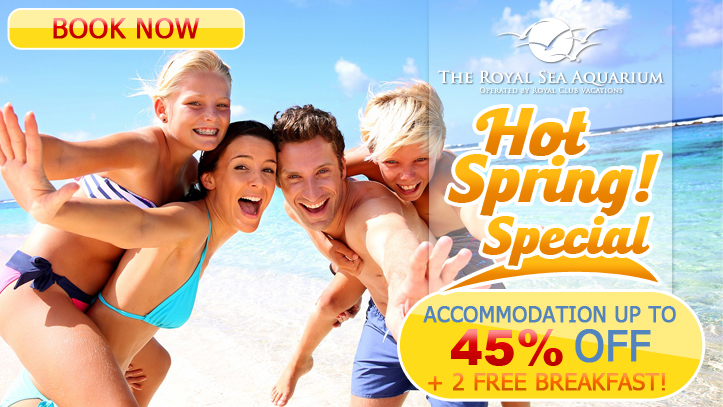 BOOK NOW
THE ROYAL SEA AQUARIUM
OPERATED BY ROYAL CLUB VACATIONS
Hot
Spring!
Special
ACCOMMODATION UP TO
45% OFF
+ 2 FREE BREAKFAST!